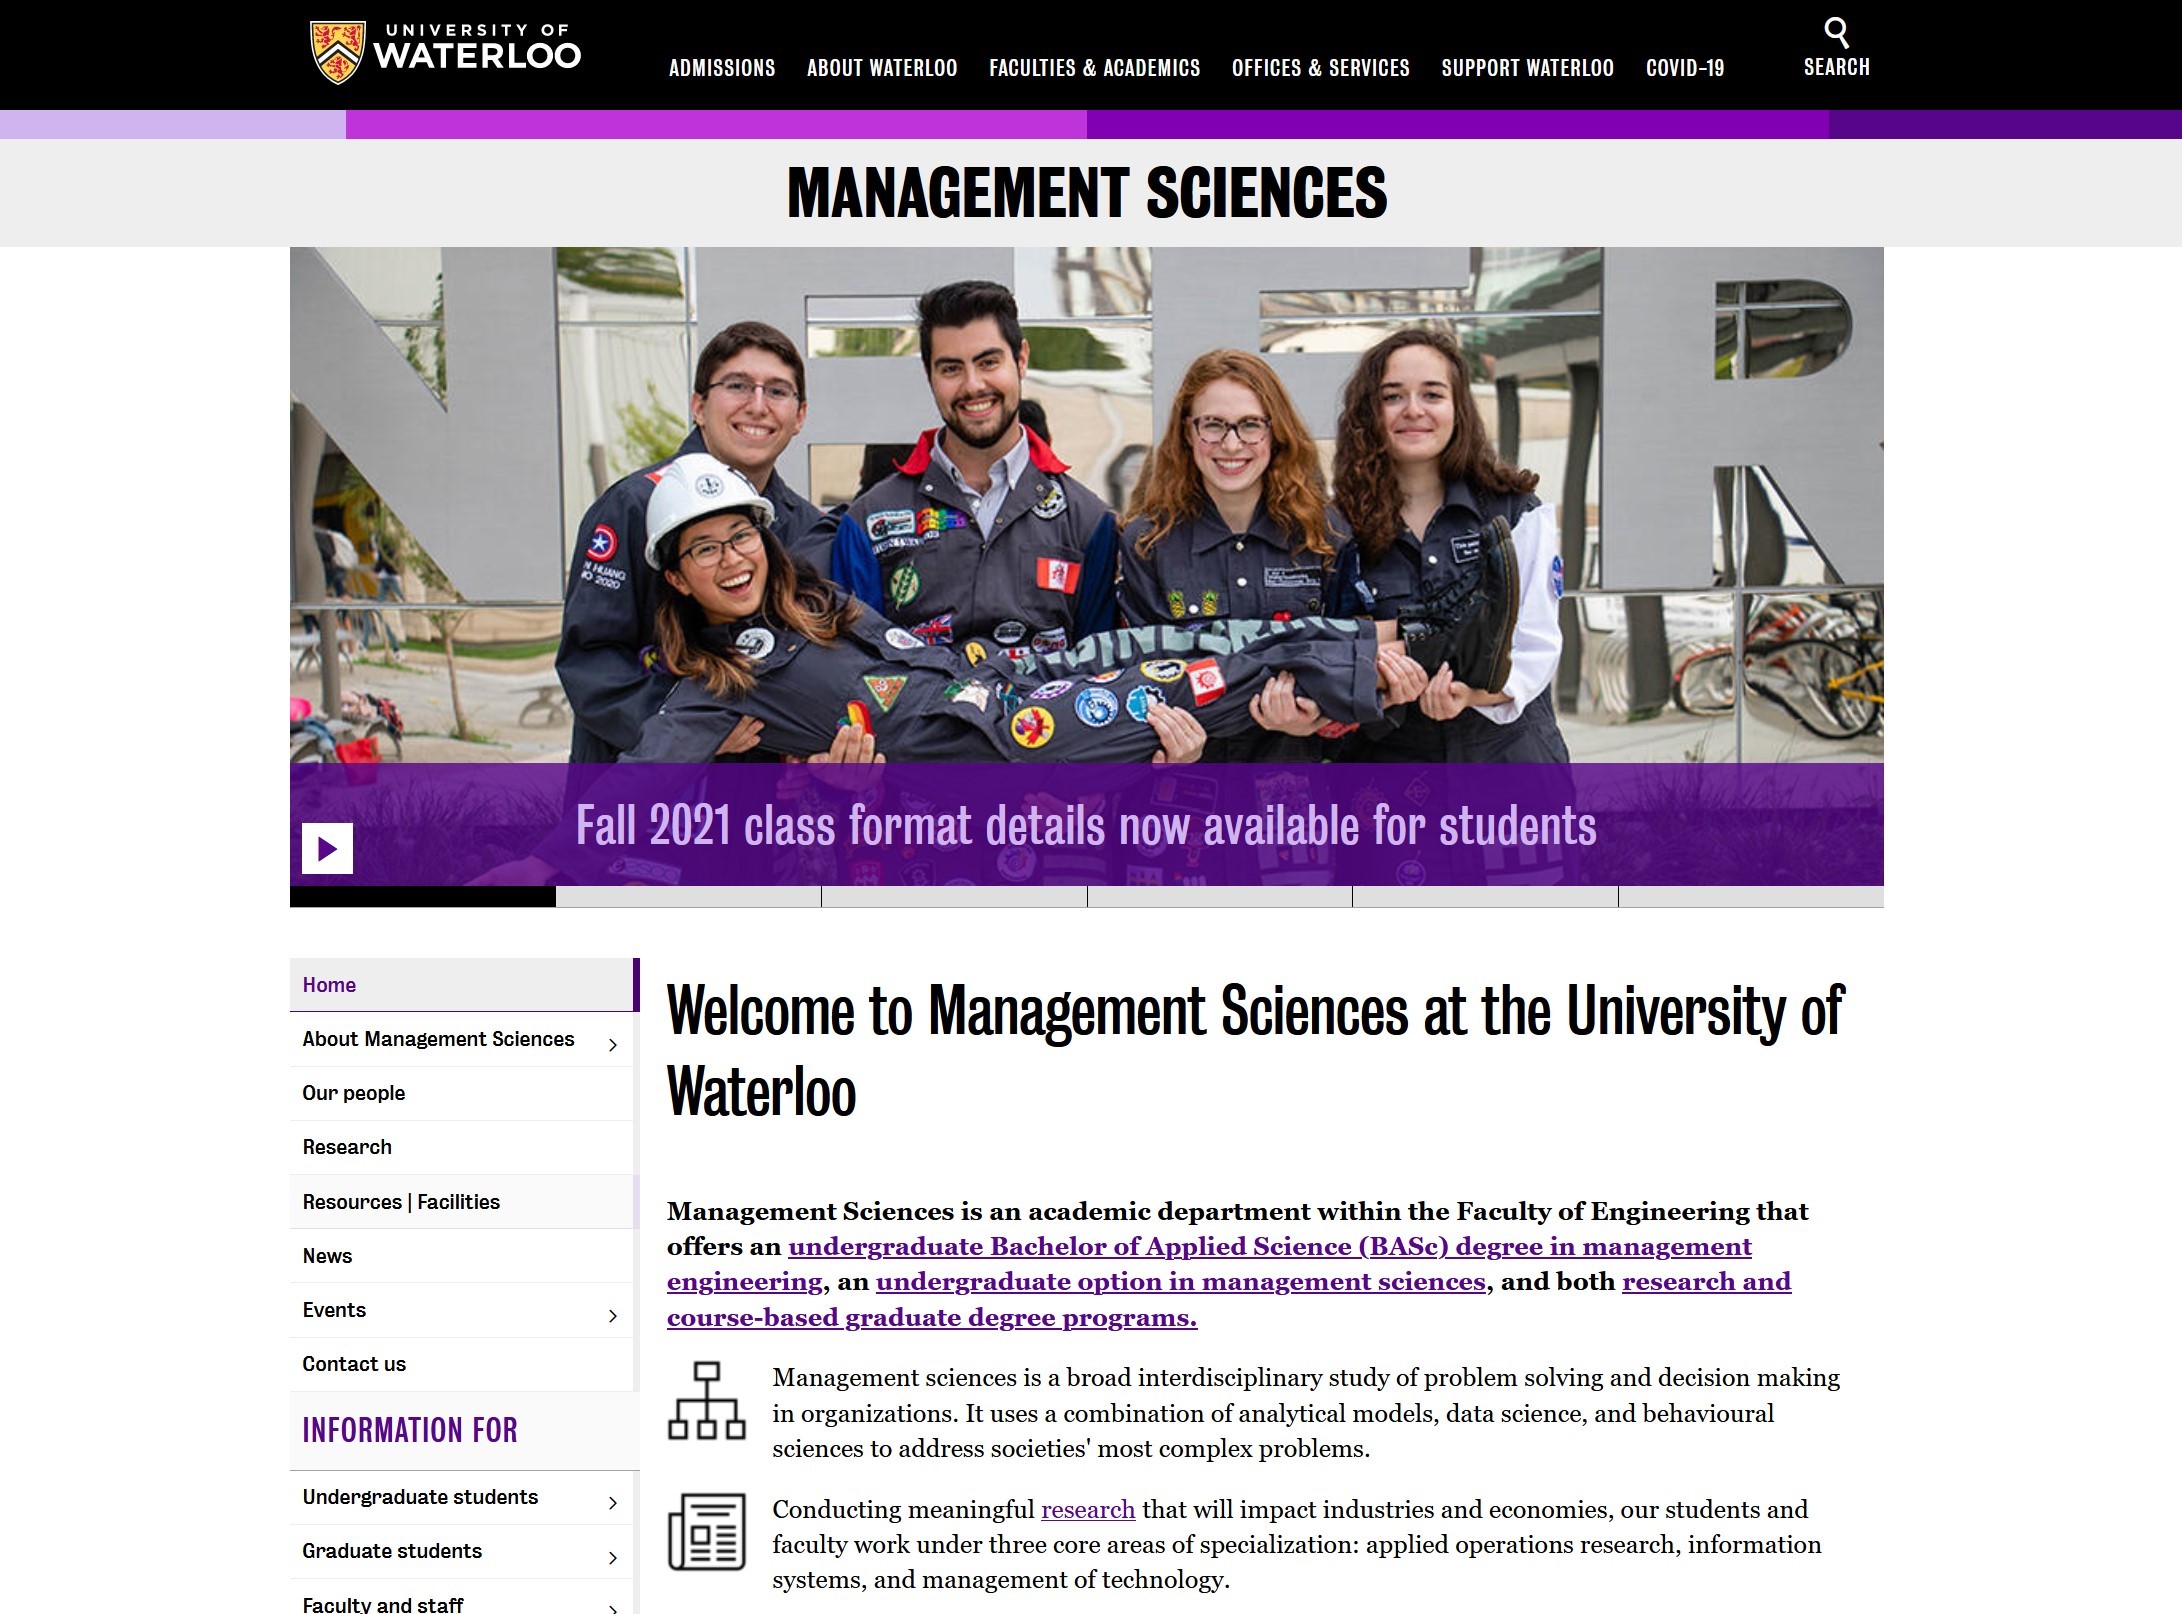 UNIVERSITY OF
WATERLOO
ADMISSIONS
ABOUT WATERLOO
FACULTIES & ACADEMICS
OFFICES & SERVICES
SUPPORT WATERLOO
COVID-19
SEARCH
MANAGEMENT SCIENCES
N E E R
N HUANG
IO 2020
ENGINEERING
Fall 2021 class format details now available for students
Home
About Management Sciences
Our people
Research
Resources | Facilities
News
Events
Contact us
INFORMATION FOR
Undergraduate students
Graduate students
Faculty and staff
Welcome to Management Sciences at the University of
Waterloo
Management Sciences is an academic department within the Faculty of Engineering that
offers an undergraduate Bachelor of Applied Science (BASc) degree in management
engineering, an undergraduate option in management sciences, and both research and
course-based graduate degree programs.
Management sciences is a broad interdisciplinary study of problem solving and decision making
in organizations. It uses a combination of analytical models, data science, and behavioural
sciences to address societies' most complex problems.
Conducting meaningful research that will impact industries and economies, our students and
faculty work under three core areas of specialization: applied operations research, information
systems, and management of technology.